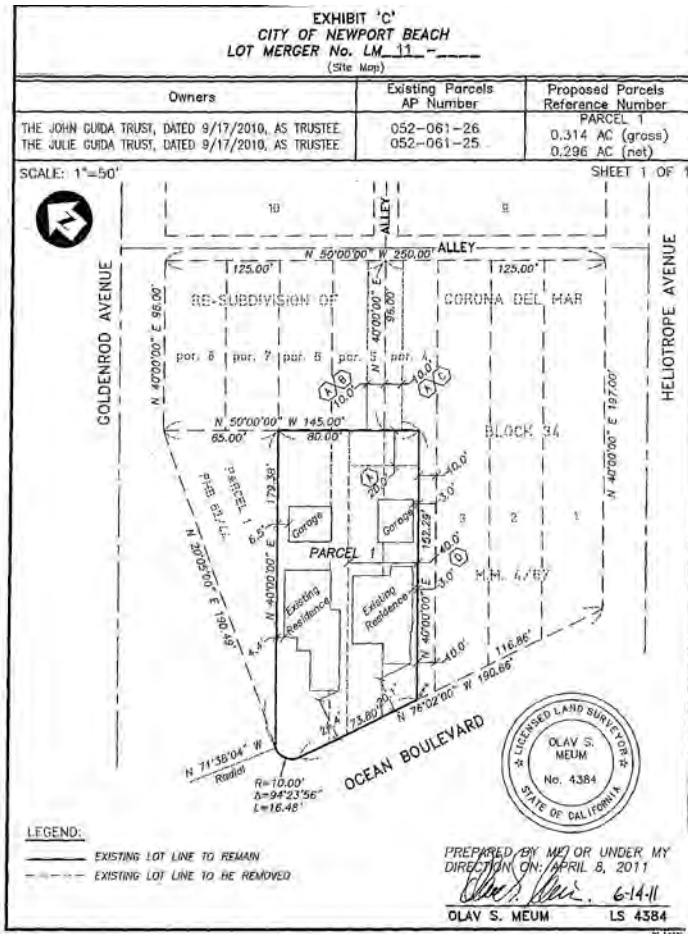 EXHIBIT 'C'
CITY OF NEWPORT BEACH
LOT MERGER No. LM 11 -____
(Site Map)
Owners
Existing Parcels
AP Number
Proposed Parcels
Reference Number
THE JOHN GUIDA TRUST, DATED 9/17/2010, AS TRUSTEE
THE JULIE GUIDA TRUST, DATED 9/17/2010, AS TRUSTEE
052-061-26
052-061-25
PARCEL 1
0.314 AC (gross)
0.296 AC (net)
SCALE: 1"=50'
SHEET 1 OF 1
N
10
ALLEY
9
ALLEY
N 50°00'00" W 250.00'
125.00'
125.00'
GOLDENROD AVENUE
HELIOTROPE AVENUE
N 40°00'00" E 96.00'
N 40°00'00" E
96.00'
RE-SUBDIVISION OF
CORONA DEL MAR
por. 8
por. 7
por. 6
por. 5
por. 4
A
B
10.0'
10.0'
A
C
N 40°00'00" E 197.00'
N 50°00'00" W 145.00'
65.00'
80.00'
BLOCK 34
PARCEL 1
179.38'
A
20.0'
40.0'
3.0'
6.5'
Garage
Garage
152.29'
3
2
1
PARCEL 1
40.0'
D
3.0'
M.M. 4/67
N 20°05'00" E 190.49'
N 40°00'00" E
N 40°00'00" E
Existing
Residence
Existing
Residence
4.4'
40.0'
116.86'
N 76°02'00" W 190.66'
73.80'
N 71°38'04" W
Radial
R=10.00'
Δ=94°23'56"
L=16.48'
OCEAN BOULEVARD
LICENSED LAND SURVEYOR
OLAV S.
MEUM
No. 4384
STATE OF CALIFORNIA
LEGEND:
EXISTING LOT LINE TO REMAIN
EXISTING LOT LINE TO BE REMOVED
PREPARED BY ME OR UNDER MY
DIRECTION ON: APRIL 8, 2011
6-14-11
OLAV S. MEUM
LS 4384